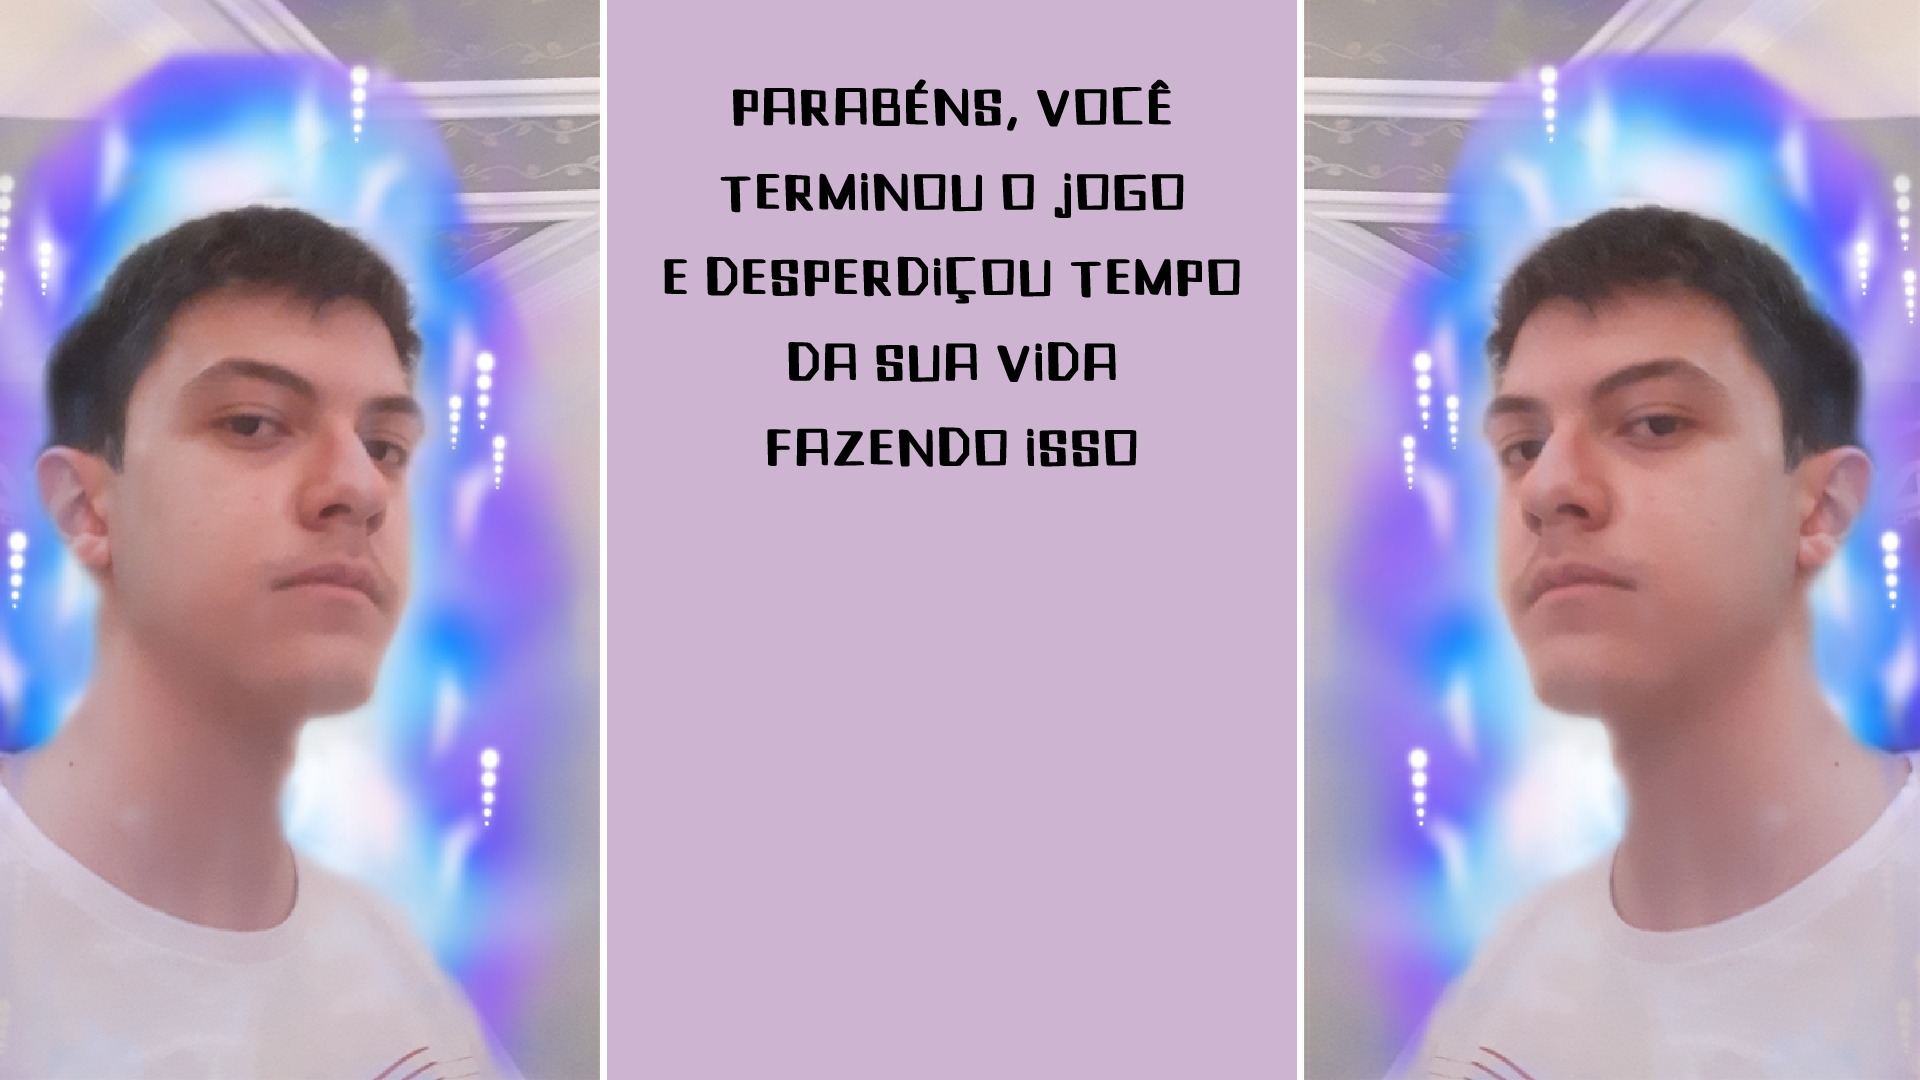 PARABÉNS, VOCÊ
TERMINOU O JOGO
E DESPERDIÇOU TEMPO
DA SUA VIDA
FAZENDO ISSO